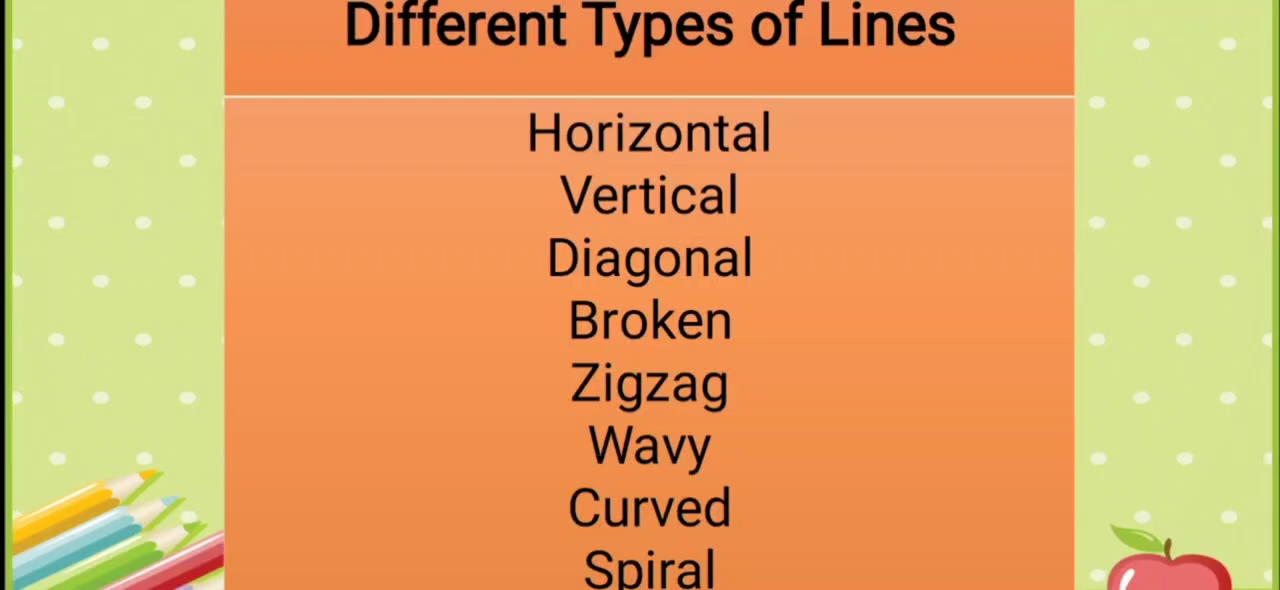 Different Types of Lines
Horizontal
Vertical
Diagonal
Broken
Zigzag
Wavy
Curved
Spiral